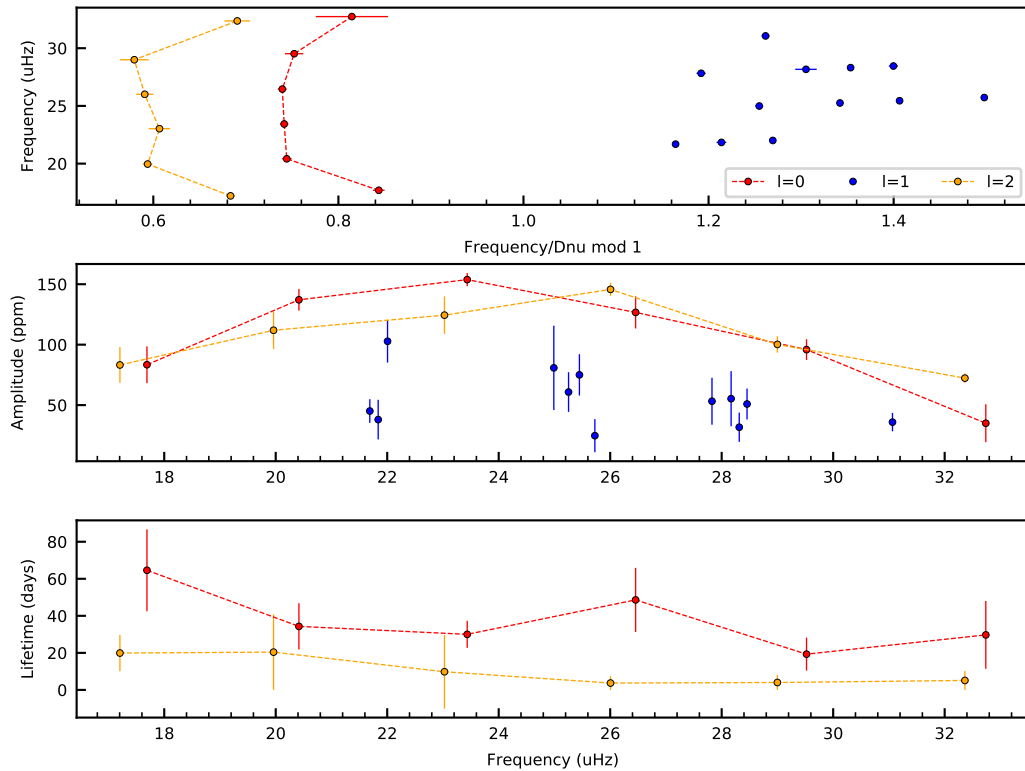 Frequency (uHz)
30
25
20
l=0 l=1 l=2
0.6 0.8 1.0 1.2 1.4
Frequency/Dnu mod 1
Amplitude (ppm)
150
100
50
18 20 22 24 26 28 30 32
Lifetime (days)
80
60
40
20
0
18 20 22 24 26 28 30 32
Frequency (uHz)